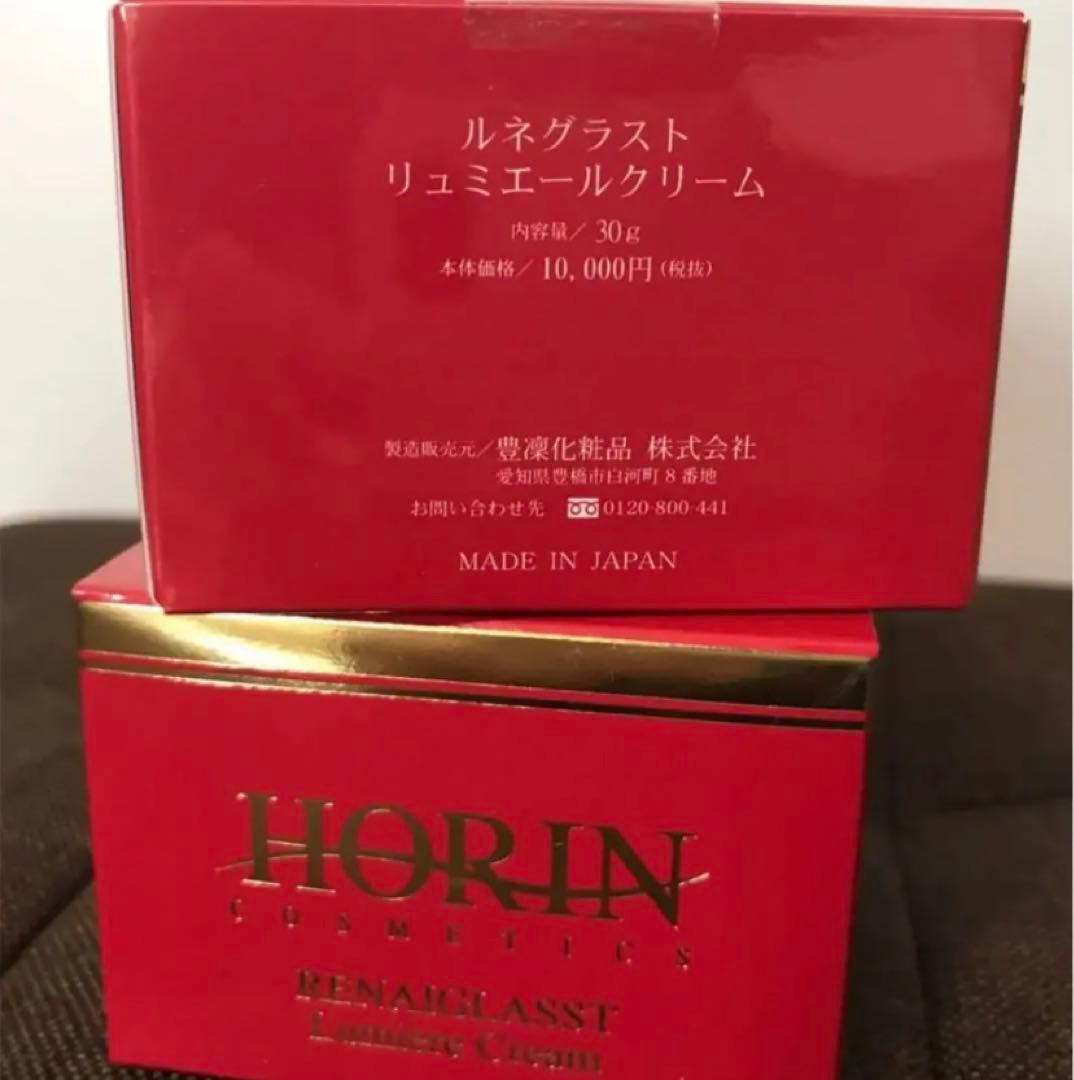 ルネグラスト
リュミエールクリーム
内容量／ 30g
本体価格／ 10,000円（税抜）
製造販売元／豊凜化粧品 株式会社
愛知県豊橋市白河町8番地
お問い合わせ先 0120-800-441
MADE IN JAPAN
HORIN
COSMETICS
RENAIGLASST
Lumiere Cream